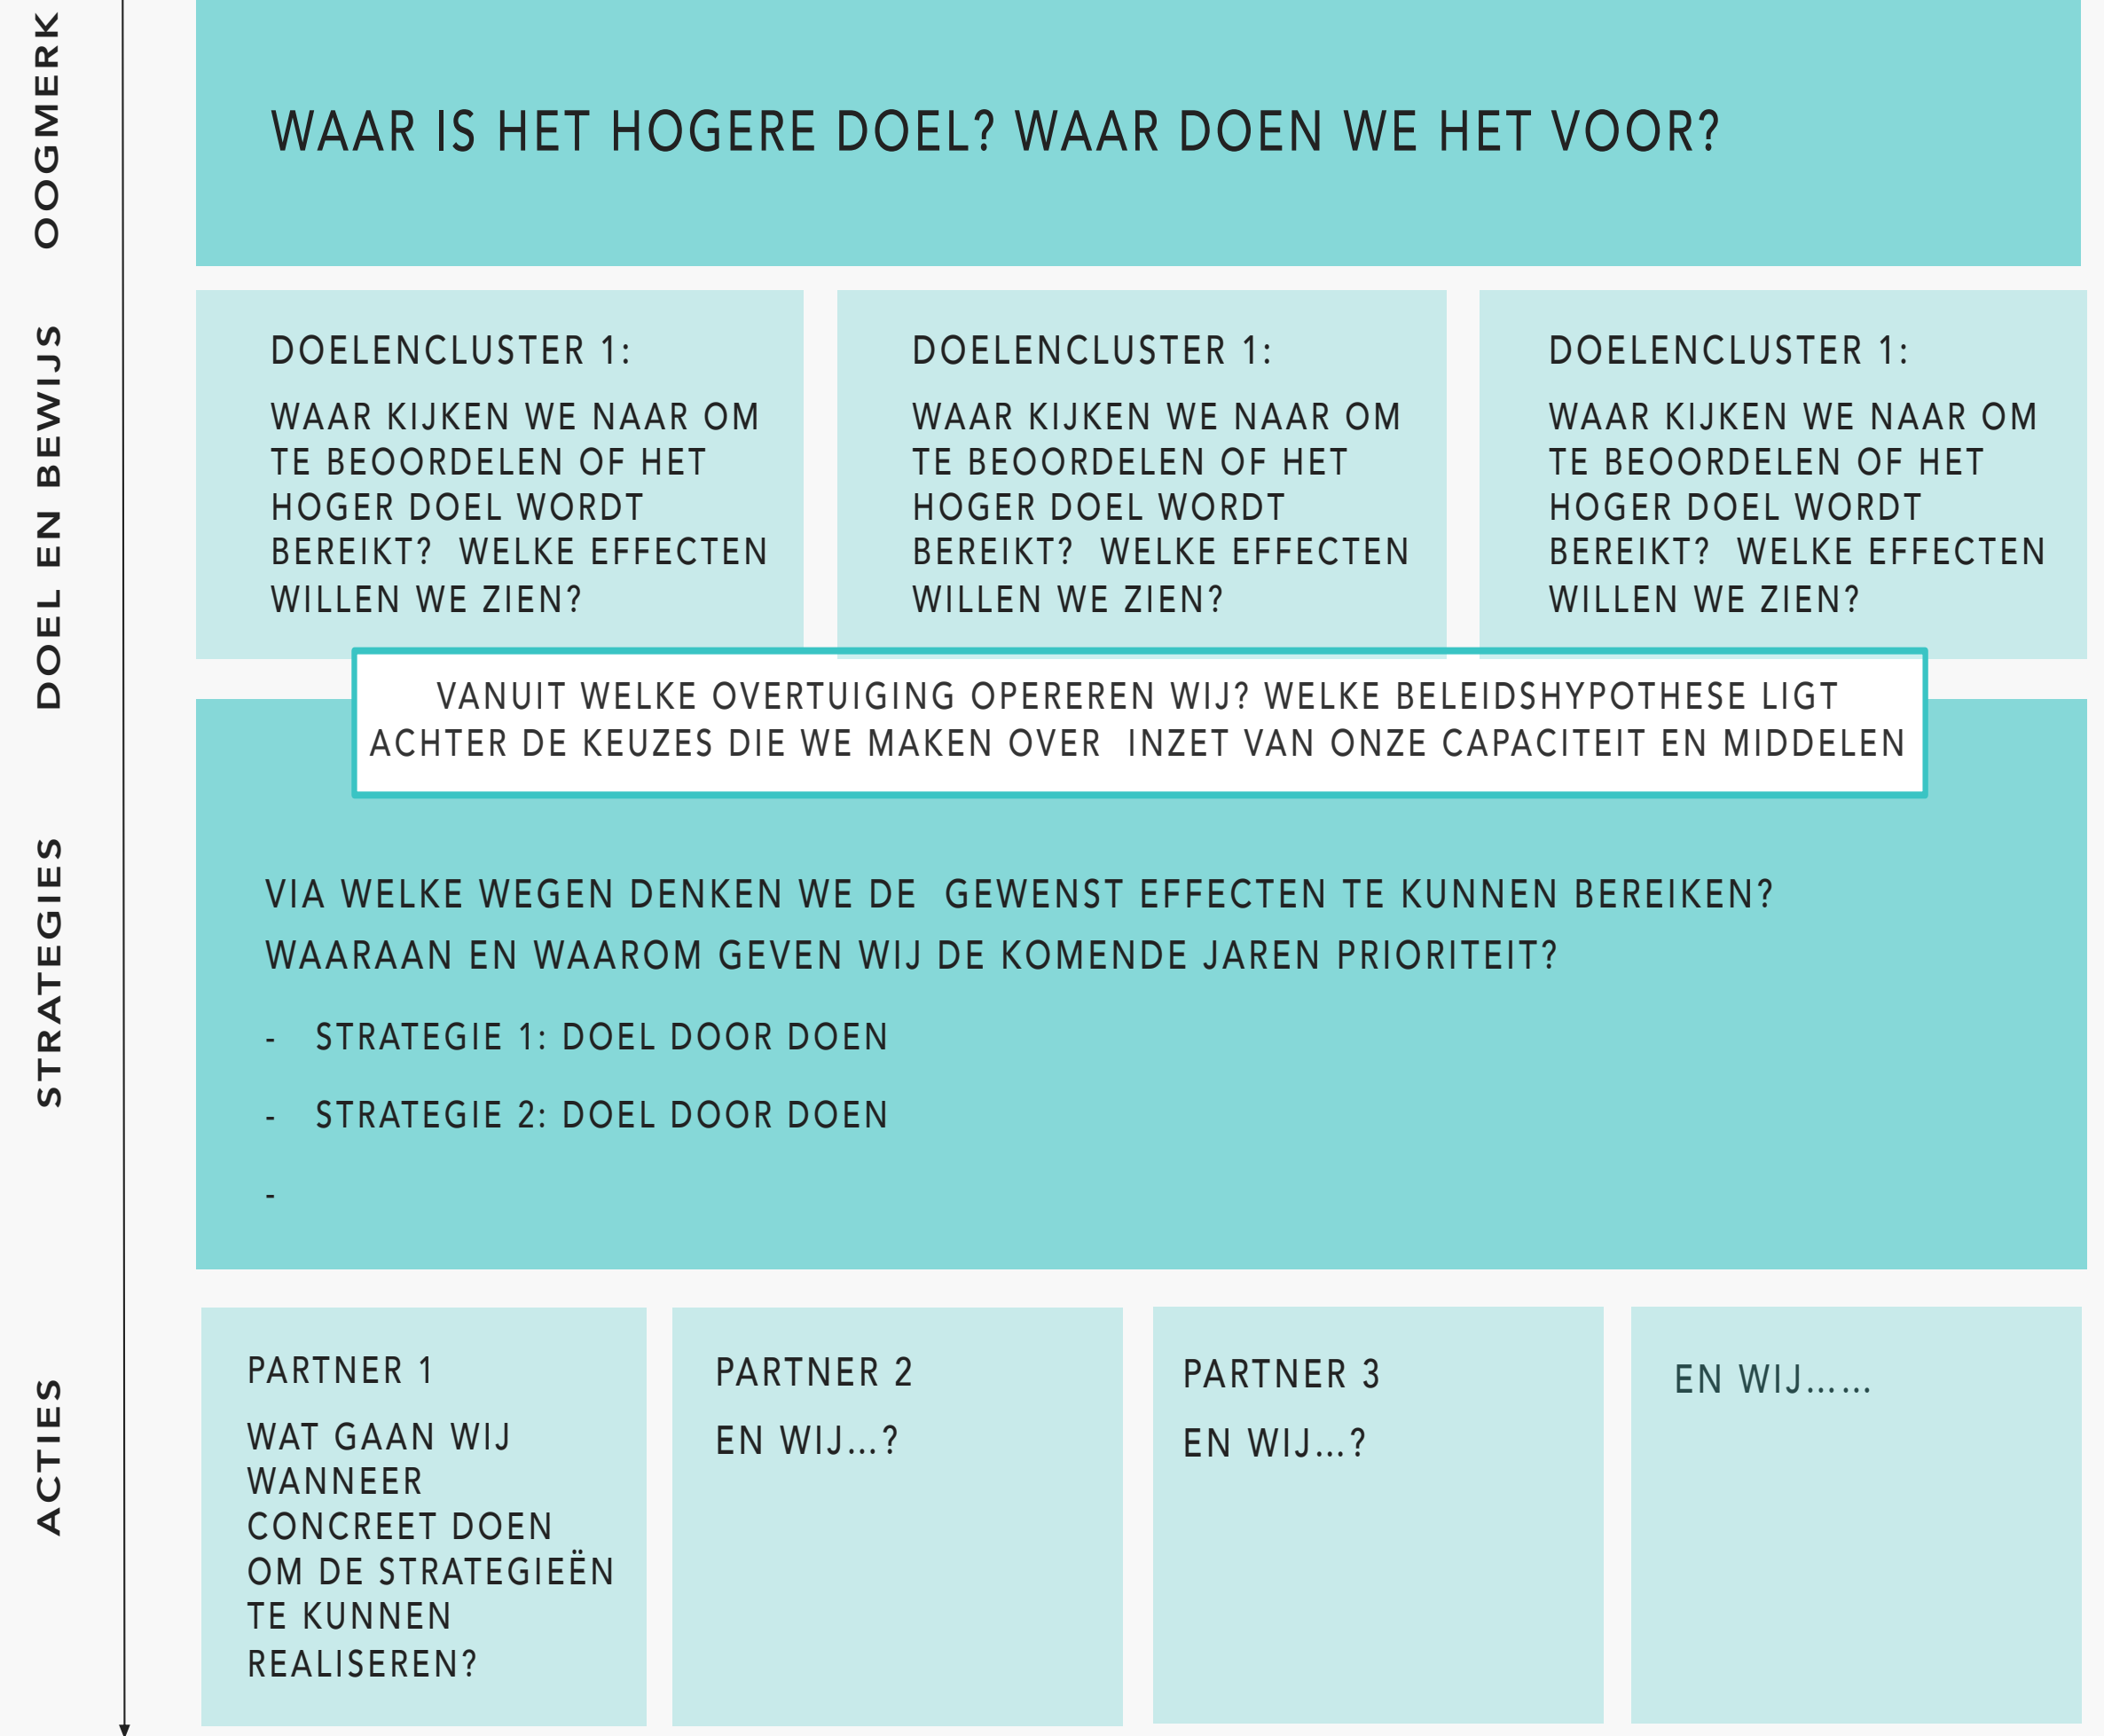 OOGMERK
WAAR IS HET HOGERE DOEL? WAAR DOEN WE HET VOOR?
DOEL EN BEWIJS
DOELENCLUSTER 1:
WAAR KIJKEN WE NAAR OM
TE BEOORDELEN OF HET
HOGER DOEL WORDT
BEREIKT?  WELKE EFFECTEN
WILLEN WE ZIEN?
DOELENCLUSTER 1:
WAAR KIJKEN WE NAAR OM
TE BEOORDELEN OF HET
HOGER DOEL WORDT
BEREIKT?  WELKE EFFECTEN
WILLEN WE ZIEN?
DOELENCLUSTER 1:
WAAR KIJKEN WE NAAR OM
TE BEOORDELEN OF HET
HOGER DOEL WORDT
BEREIKT?  WELKE EFFECTEN
WILLEN WE ZIEN?
VANUIT WELKE OVERTUIGING OPEREREN WIJ? WELKE BELEIDSHYPOTHESE LIGT
ACHTER DE KEUZES DIE WE MAKEN OVER  INZET VAN ONZE CAPACITEIT EN MIDDELEN
STRATEGIES
VIA WELKE WEGEN DENKEN WE DE  GEWENST EFFECTEN TE KUNNEN BEREIKEN?
WAARAAN EN WAAROM GEVEN WIJ DE KOMENDE JAREN PRIORITEIT?
- STRATEGIE 1: DOEL DOOR DOEN
- STRATEGIE 2: DOEL DOOR DOEN
-
ACTIES
PARTNER 1
WAT GAAN WIJ
WANNEER
CONCREET DOEN
OM DE STRATEGIEËN
TE KUNNEN
REALISEREN?
PARTNER 2
EN WIJ...?
PARTNER 3
EN WIJ...?
EN WIJ......